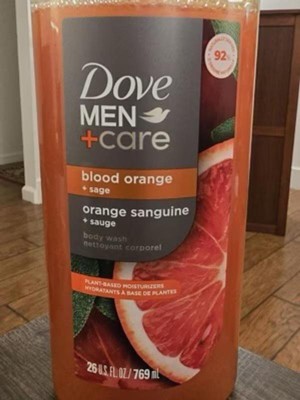 92%
Dove
MEN
+care
blood orange
+ sage
orange sanguine
+ sauge
body wash
nettoyant corporel
PLANT-BASED MOISTURIZERS
HYDRATANTS À BASE DE PLANTES
26 U.S. FL. OZ./769 ml